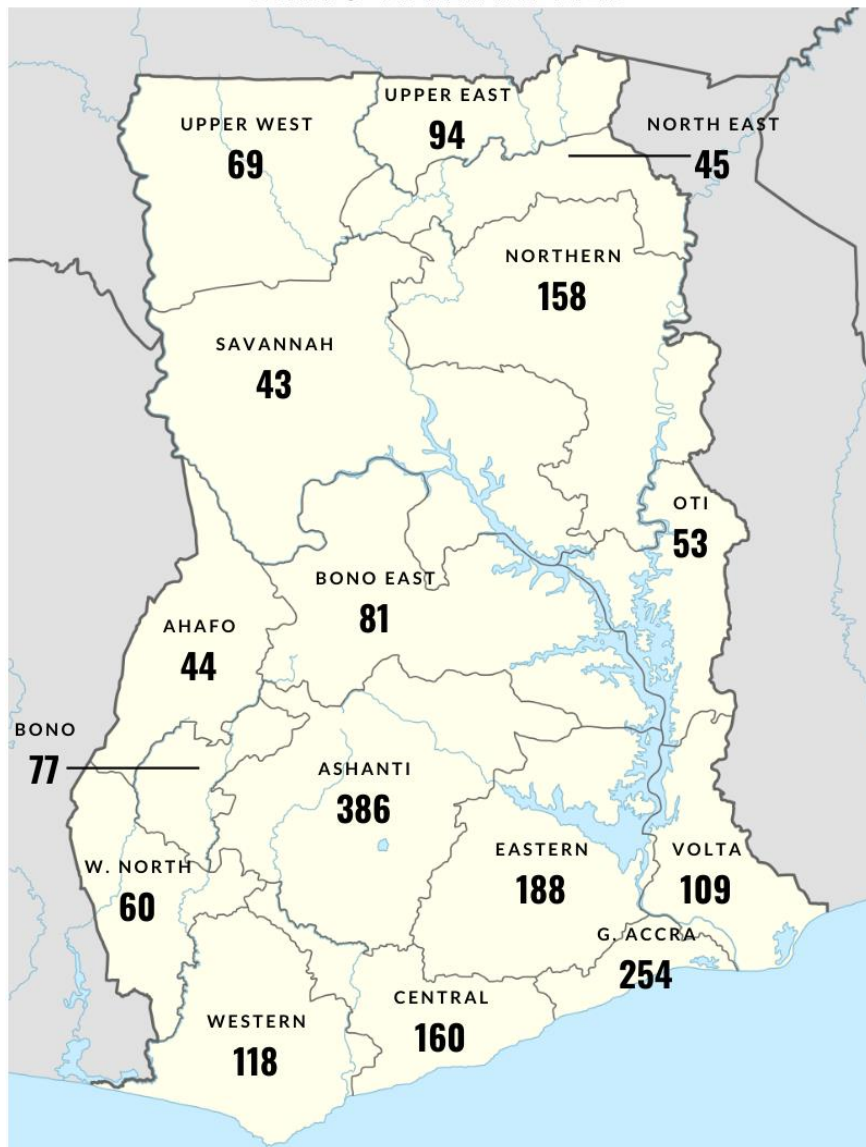 UPPER EAST
94
UPPER WEST
69
NORTH EAST
45
NORTHERN
158
SAVANNAH
43
OTI
53
BONO EAST
81
AHAFO
44
BONO
77
ASHANTI
386
EASTERN
188
VOLTA
109
W. NORTH
60
G. ACCRA
254
CENTRAL
160
WESTERN
118